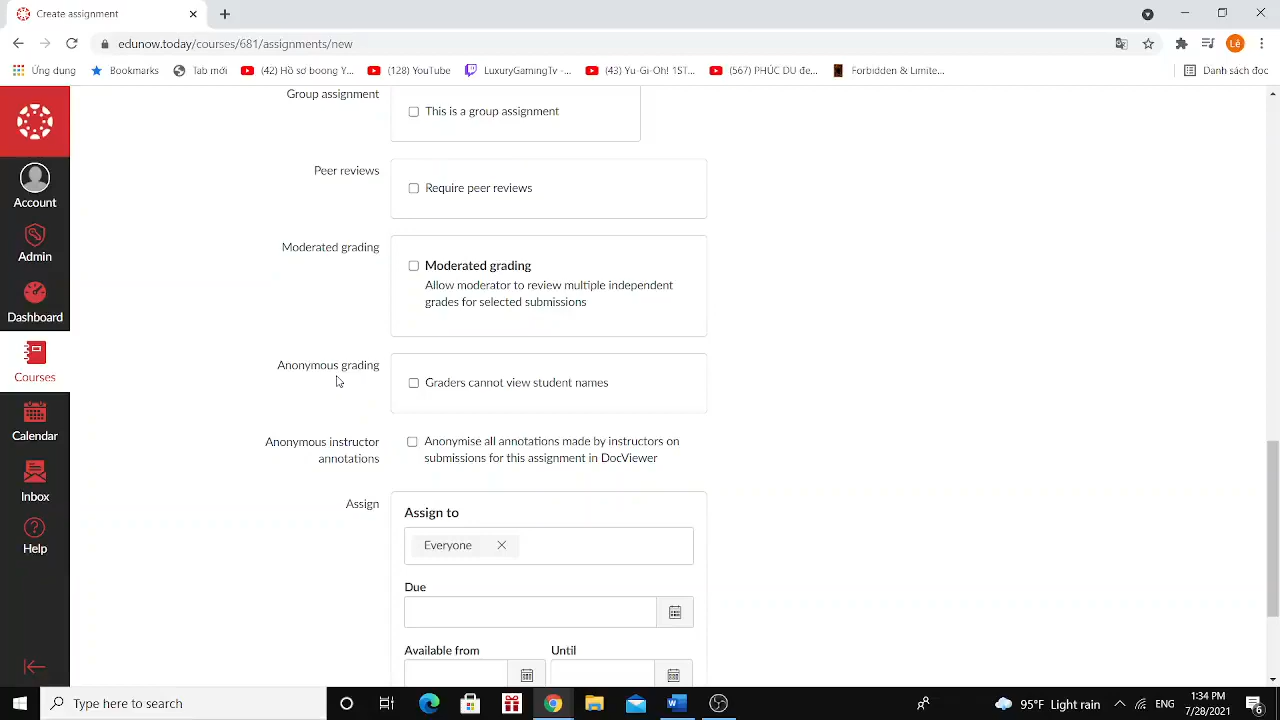 Create assignment
edunow.today/courses/681/assignments/new
Lê
Ứng dụng
Bookmarks
Tab mới
(42) Hồ sơ boong Y...
(128) YouTube
LuxuryGamingTv -...
(43) Yu-Gi-Oh! 1ST...
(567) PHÚC DU đe...
Forbidden & Limite...
Danh sách đọc
Group assignment
This is a group assignment
Account
Peer reviews
Require peer reviews
Admin
Moderated grading
Moderated grading
Allow moderator to review multiple independent
grades for selected submissions
Dashboard
Courses
Anonymous grading
Graders cannot view student names
Calendar
Anonymous instructor
annotations
Anonymise all annotations made by instructors on
submissions for this assignment in DocViewer
Inbox
Help
Assign
Assign to
Everyone
Due
Available from
Until
Type here to search
95°F Light rain
ENG
1:34 PM
7/28/2021
6